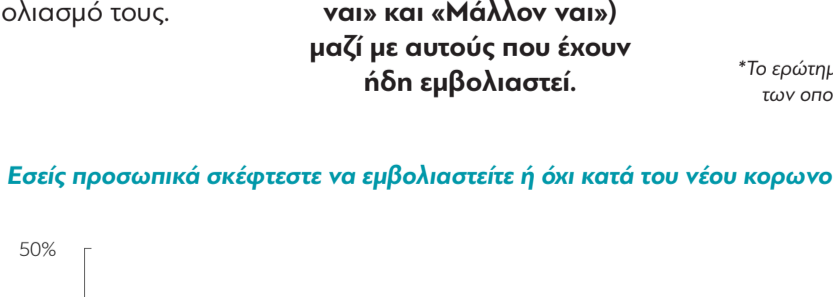 ολιασμό τους.
ναι» και «Μάλλον ναι»)
μαζί με αυτούς που έχουν
ήδη εμβολιαστεί.
*Το ερώτημ
των οπο
Εσείς προσωπικά σκέφτεστε να εμβολιαστείτε ή όχι κατά του νέου κορωνο
50%